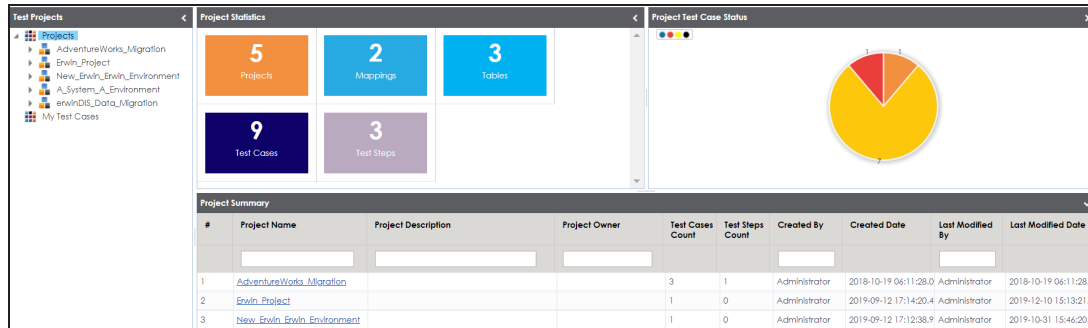 Test Projects
Projects
AdventureWorks_Migration
Erwin_Project
New_Erwin_Erwin_Environment
A_System_A_Environment
erwinDIS_Data_Migration
My Test Cases
Project Statistics
5 2 3
Projects Mappings Tables
9 3
Test Cases Test Steps
Project Test Case Status
1 1
7
Project Summary
# Project Name Project Description Project Owner Test Cases Count Test Steps Count Created By Created Date Last Modified By Last Modified Date
1 AdventureWorks_Migration 3 1 Administrator 2018-10-19 06:11:28.0 Administrator 2018-10-19 06:11:28.
2 Erwin_Project 1 0 Administrator 2019-09-12 17:14:20.4 Administrator 2019-12-10 15:13:21.
3 New_Erwin_Erwin_Environment 1 0 Administrator 2019-09-12 17:12:38.9 Administrator 2019-10-31 15:46:20.